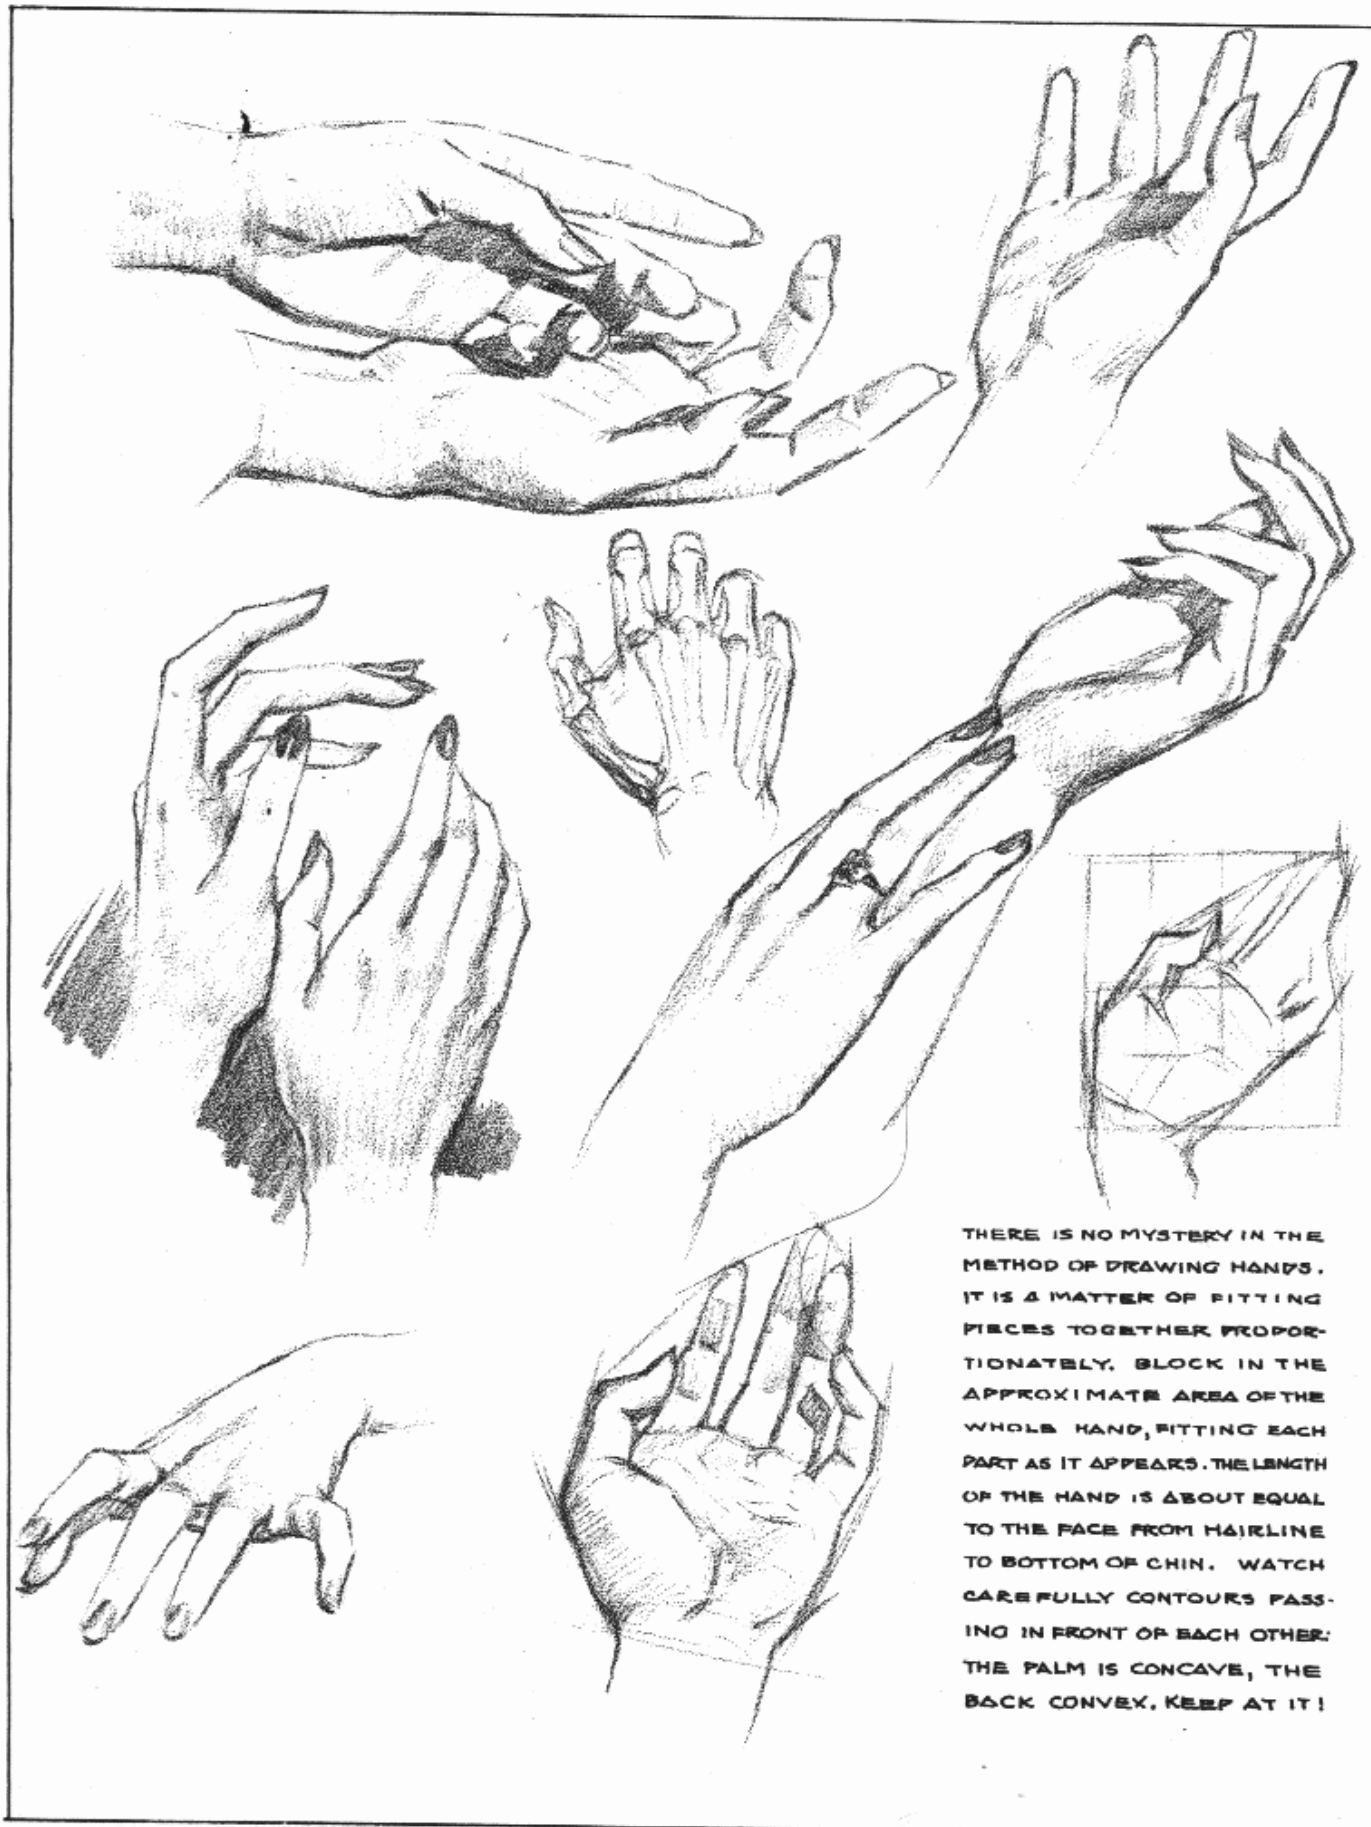 THERE IS NO MYSTERY IN THE
METHOD OF DRAWING HANDS.
IT IS A MATTER OF FITTING
PIECES TOGETHER PROPOR-
TIONATELY. BLOCK IN THE
APPROXIMATE AREA OF THE
WHOLE HAND, FITTING EACH
PART AS IT APPEARS. THE LENGTH
OF THE HAND IS ABOUT EQUAL
TO THE FACE FROM HAIRLINE
TO BOTTOM OF CHIN. WATCH
CAREFULLY CONTOURS PASS-
ING IN FRONT OF EACH OTHER.
THE PALM IS CONCAVE, THE
BACK CONVEX. KEEP AT IT!